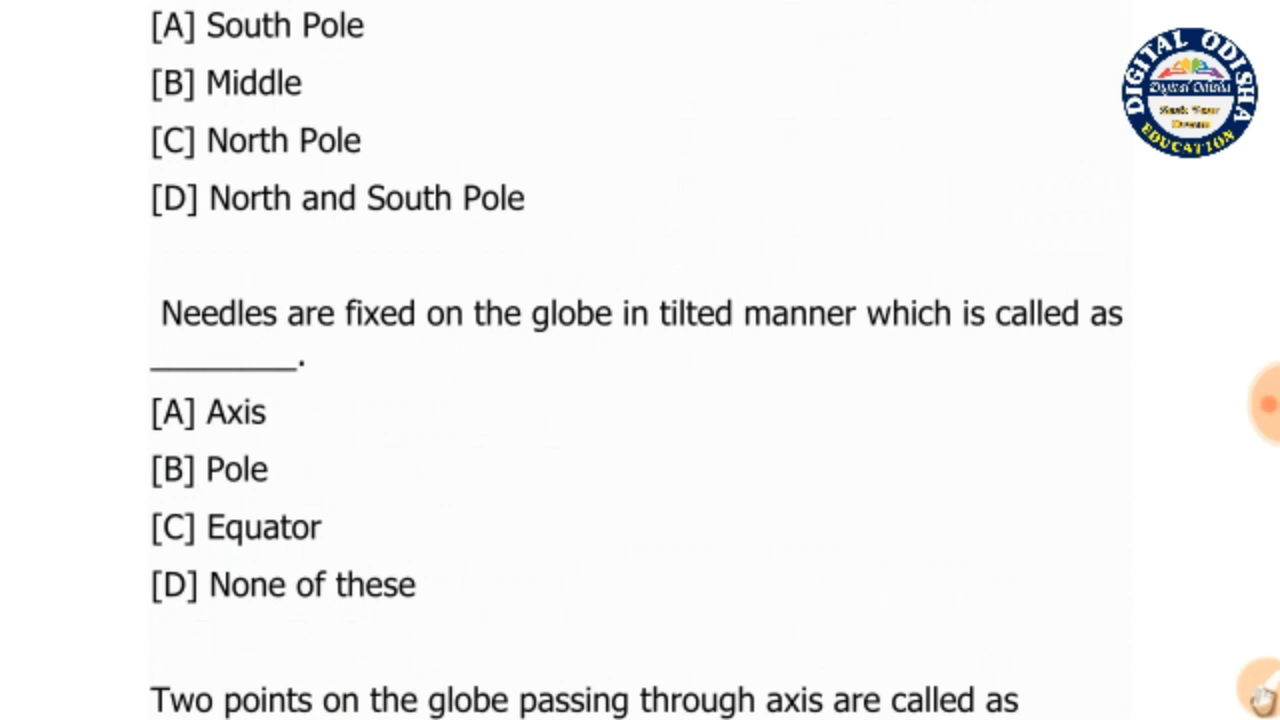 [A] South Pole
[B] Middle
[C] North Pole
[D] North and South Pole
Needles are fixed on the globe in tilted manner which is called as
________.
[A] Axis
[B] Pole
[C] Equator
[D] None of these
Two points on the globe passing through axis are called as
DIGITAL ODISHA
Digital Odisha
EDUCATION